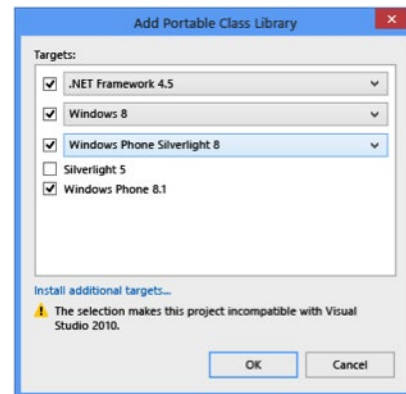 Add Portable Class Library
Targets:
.NET Framework 4.5
Windows 8
Windows Phone Silverlight 8
Silverlight 5
Windows Phone 8.1
Install additional targets...
The selection makes this project incompatible with Visual
Studio 2010.
OK Cancel